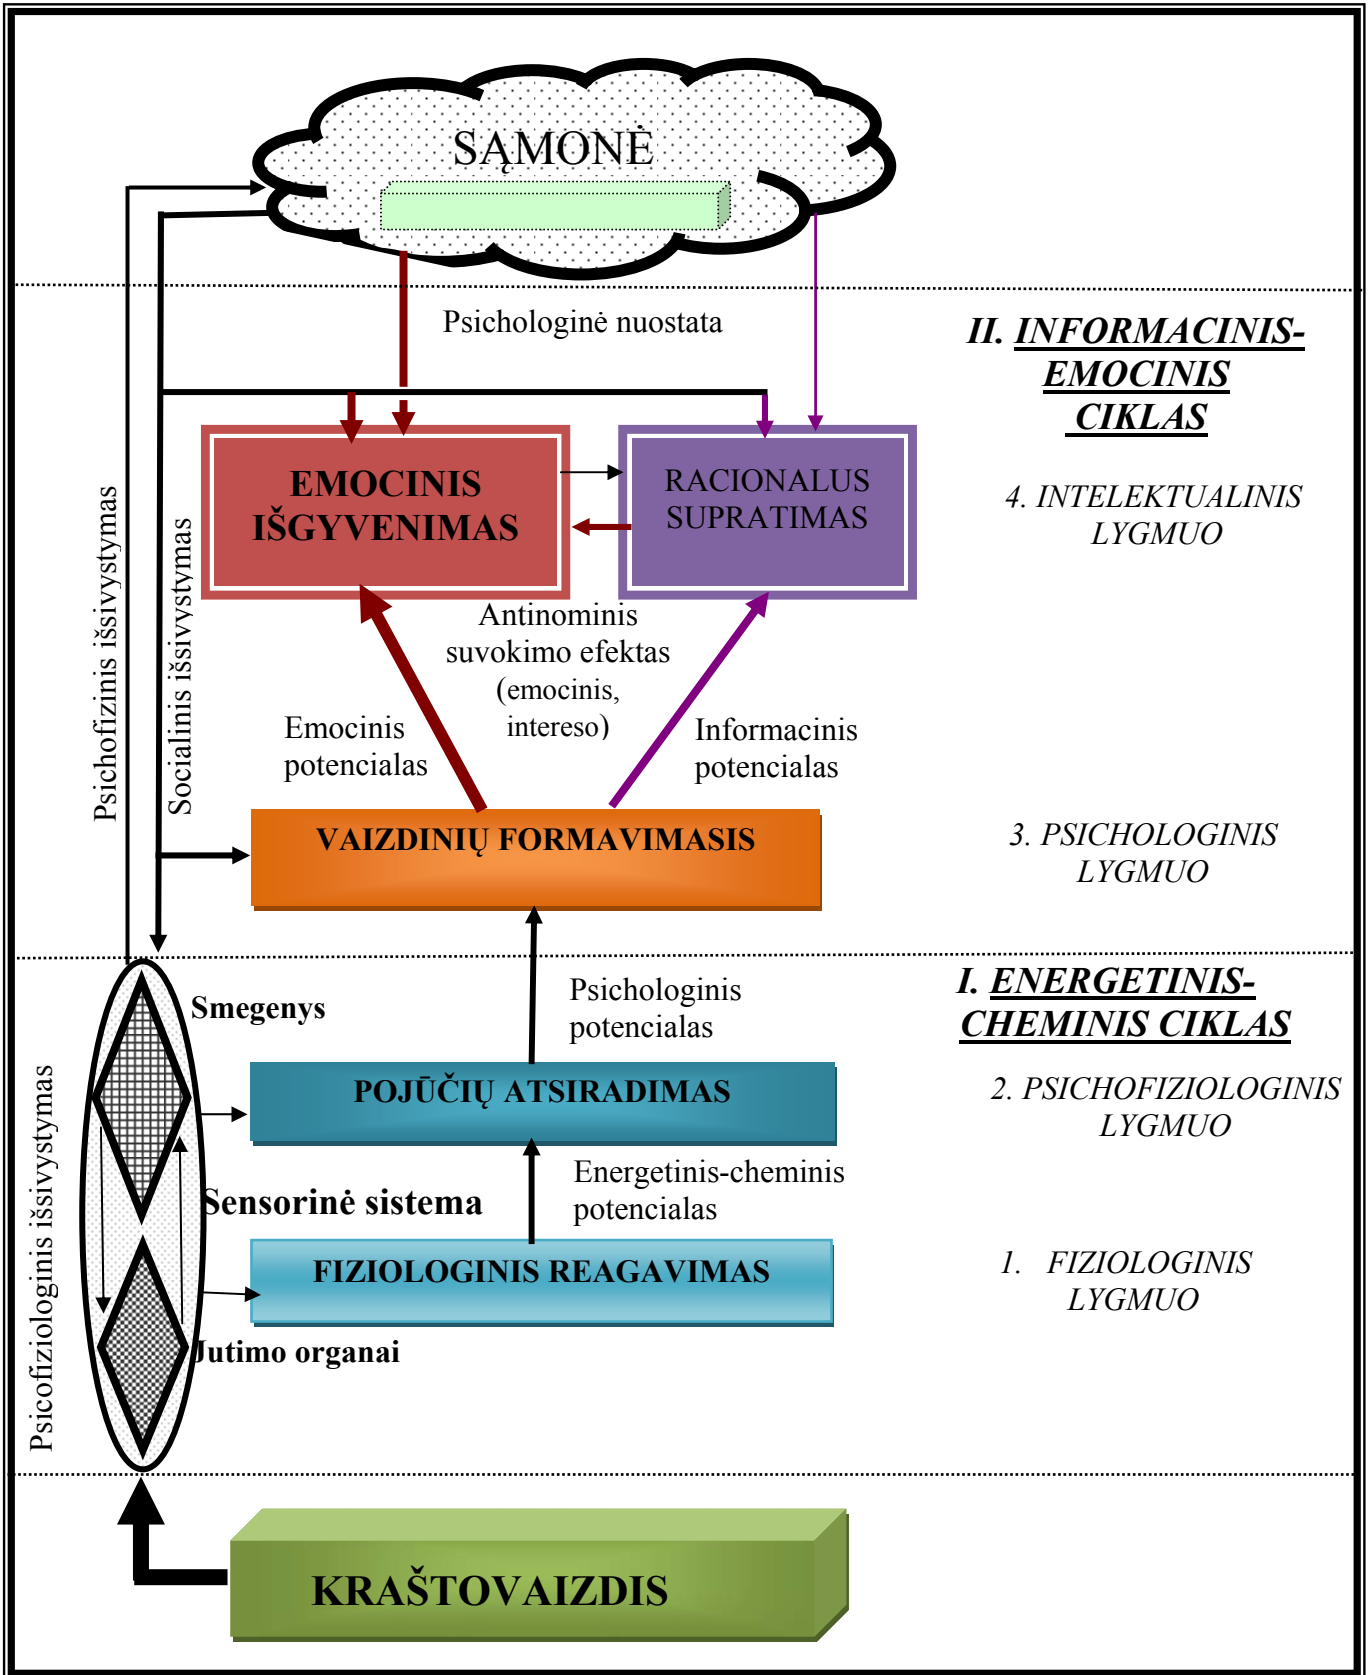 SĄMONĖ
Psichologinė nuostata
II. INFORMACINIS-
EMOCINIS
CIKLAS
EMOCINIS
IŠGYVENIMAS
RACIONALUS
SUPRATIMAS
4. INTELEKTUALINIS
LYGMUO
Psichofizinis išsivystymas
Socialinis išsivystymas
Antinominis
suvokimo efektas
(emocinis,
intereso)
Emocinis
potencialas
Informacinis
potencialas
VAIZDINIŲ FORMAVIMASIS
3. PSICHOLOGINIS
LYGMUO
I. ENERGETINIS-
CHEMINIS CIKLAS
Smegenys
Psichologinis
potencialas
POJŪČIŲ ATSIRADIMAS
2. PSICHOFIZIOLOGINIS
LYGMUO
Psicofiziologinis išsivystymas
Energetinis-cheminis
potencialas
Sensorinė sistema
FIZIOLOGINIS REAGAVIMAS
1. FIZIOLOGINIS
LYGMUO
Jutimo organai
KRAŠTOVAIZDIS